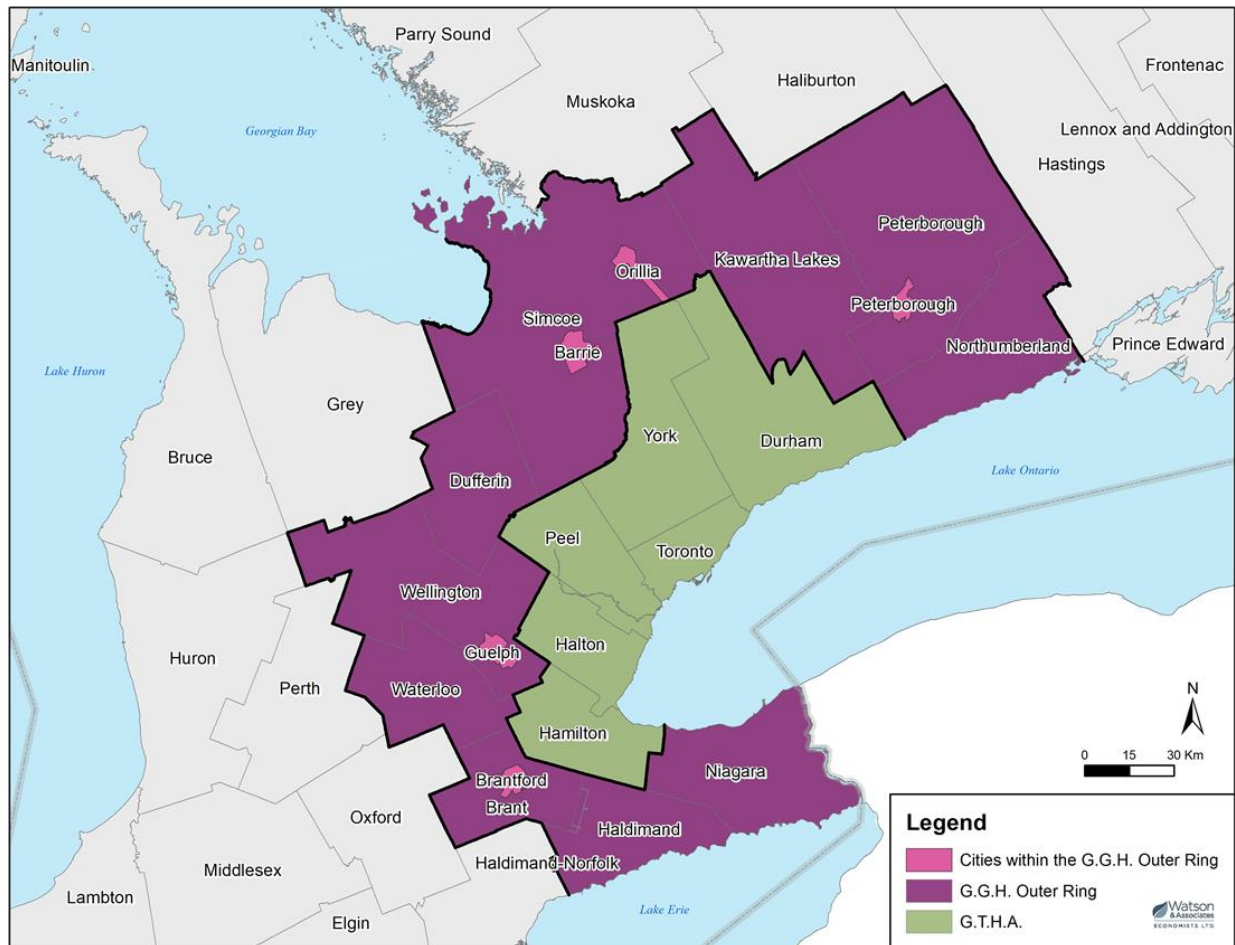 Parry Sound
Manitoulin
Haliburton
Frontenac
Muskoka
Georgian Bay
Lennox and Addington
Hastings
Peterborough
Kawartha Lakes
Orillia
Peterborough
Simcoe
Barrie
Northumberland
Prince Edward
Lake Huron
Grey
York
Durham
Bruce
Lake Ontario
Dufferin
Peel
Toronto
Wellington
Huron
Halton
Guelph
Perth
Waterloo
N
Hamilton
0 15 30 Km
Niagara
Brantford
Brant
Oxford
Haldimand
Haldimand-Norfolk
Middlesex
Lambton
Elgin
Lake Erie
Legend
Cities within the G.G.H. Outer Ring
G.G.H. Outer Ring
G.T.H.A.
Watson
& Associates
ECONOMISTS LTD.